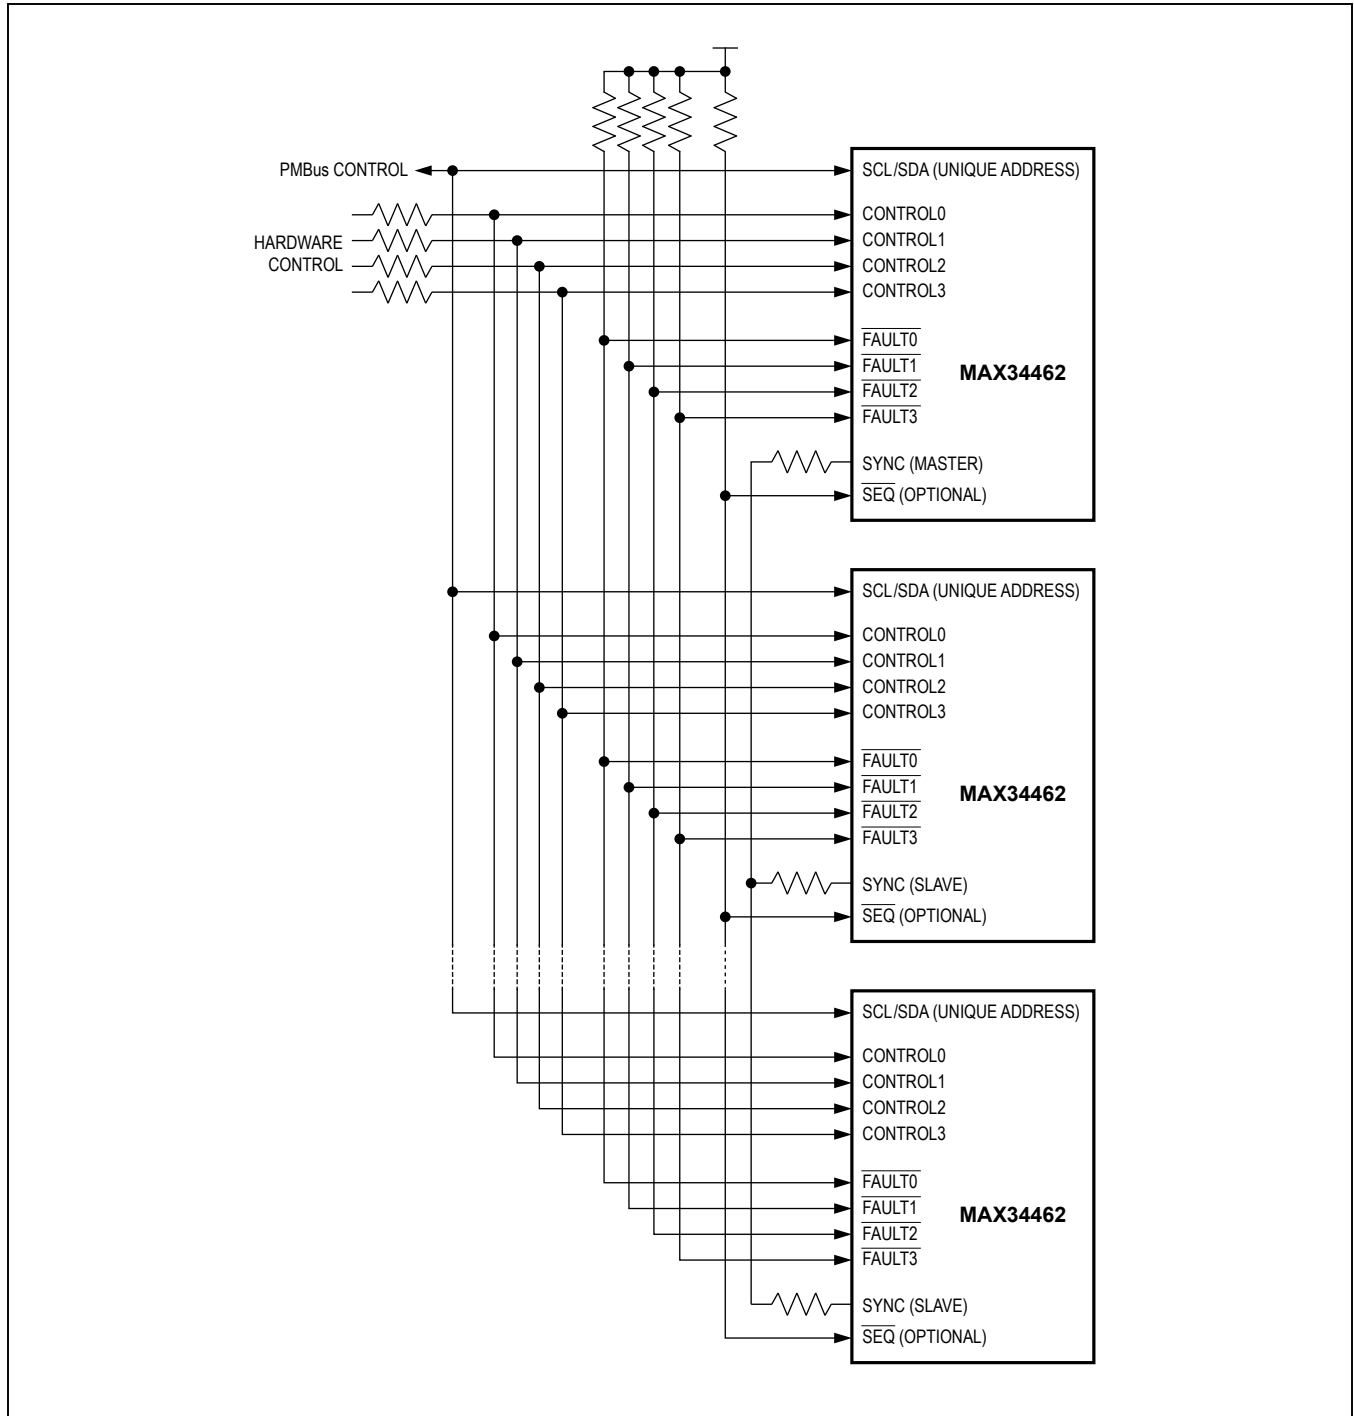 PMBus CONTROL
HARDWARE
CONTROL
SCL/SDA (UNIQUE ADDRESS)
CONTROL0
CONTROL1
CONTROL2
CONTROL3
FAULT0
FAULT1
MAX34462
FAULT2
FAULT3
SYNC (MASTER)
SEQ (OPTIONAL)
SCL/SDA (UNIQUE ADDRESS)
CONTROL0
CONTROL1
CONTROL2
CONTROL3
FAULT0
FAULT1
MAX34462
FAULT2
FAULT3
SYNC (SLAVE)
SEQ (OPTIONAL)
SCL/SDA (UNIQUE ADDRESS)
CONTROL0
CONTROL1
CONTROL2
CONTROL3
FAULT0
FAULT1
MAX34462
FAULT2
FAULT3
SYNC (SLAVE)
SEQ (OPTIONAL)